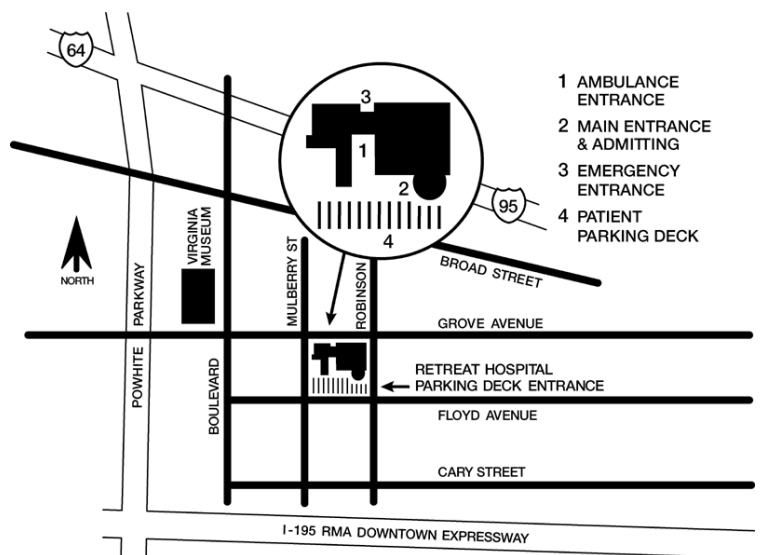 64
3
1
2
4
95
1 AMBULANCE
ENTRANCE
2 MAIN ENTRANCE
& ADMITTING
3 EMERGENCY
ENTRANCE
4 PATIENT
PARKING DECK
NORTH
POWHITE PARKWAY
VIRGINIA
MUSEUM
BOULEVARD
MULBERRY ST
ROBINSON
BROAD STREET
GROVE AVENUE
RETREAT HOSPITAL
PARKING DECK ENTRANCE
FLOYD AVENUE
CARY STREET
I-195 RMA DOWNTOWN EXPRESSWAY